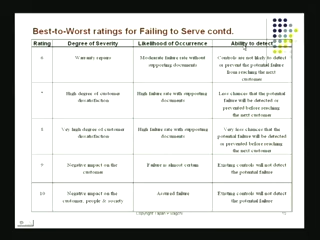 Best-to-Worst ratings for Failing to Serve contd.
Rating Degree of Severity Likelihood of Occurrence Ability to detect
6 Warranty repairs Moderate failure rate without supporting documents Controls are not likely to detect or prevent the potential failure from reaching the next customer
7 High degree of customer dissatisfaction High failure rate with supporting documents Less chances that the potential failure will be detected or prevented before reaching the next customer
8 Very high degree of customer dissatisfaction High failure rate with supporting documents Very less chances that the potential failure will be detected or prevented before reaching the next customer
9 Negative impact on the customer Failure is almost certain Existing controls will not detect the potential failure
10 Negative impact on the customer, people & society Assured failure Existing controls will not detect the potential failure